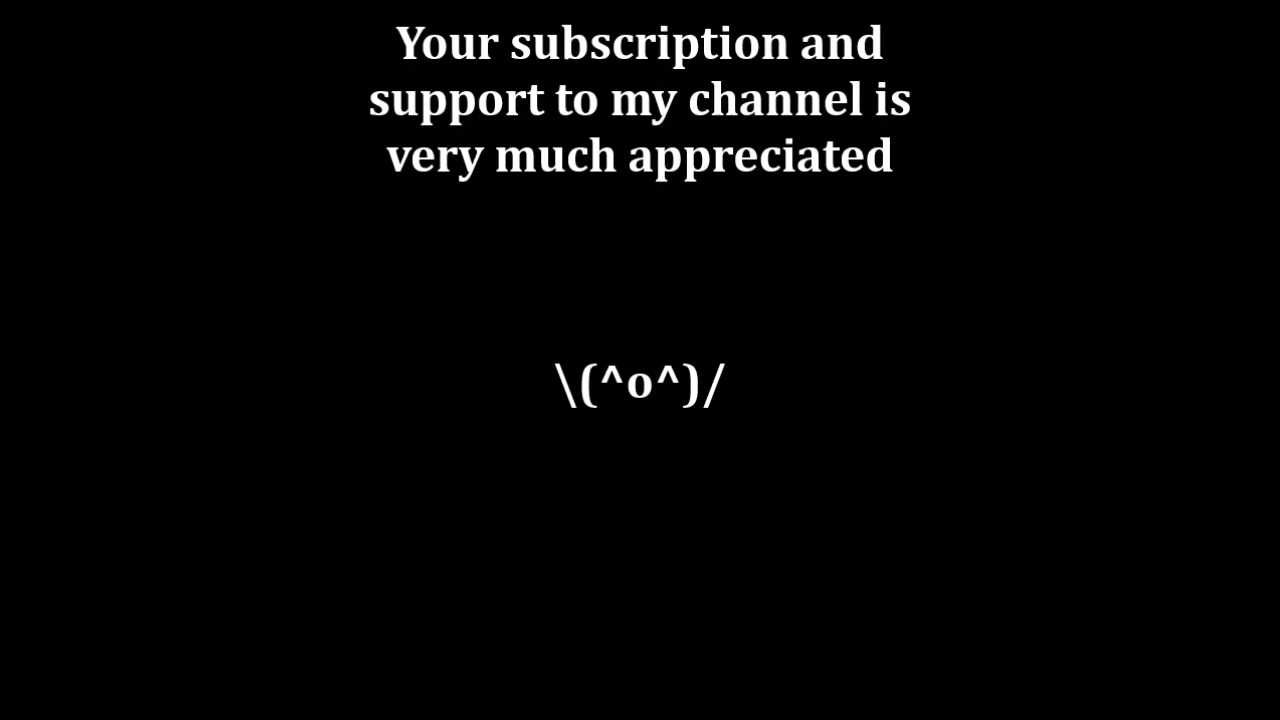 Your subscription and
support to my channel is
very much appreciated
\(^o^)/